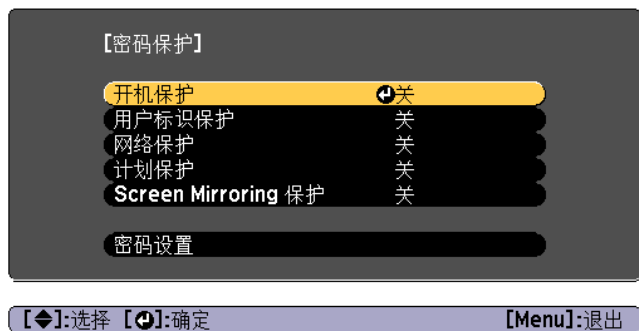 【密码保护】
开机保护 关
用户标识保护 关
网络保护 关
计划保护 关
Screen Mirroring 保护 关
密码设置
[◆]:选择 [↵]:确定 [Menu]:退出